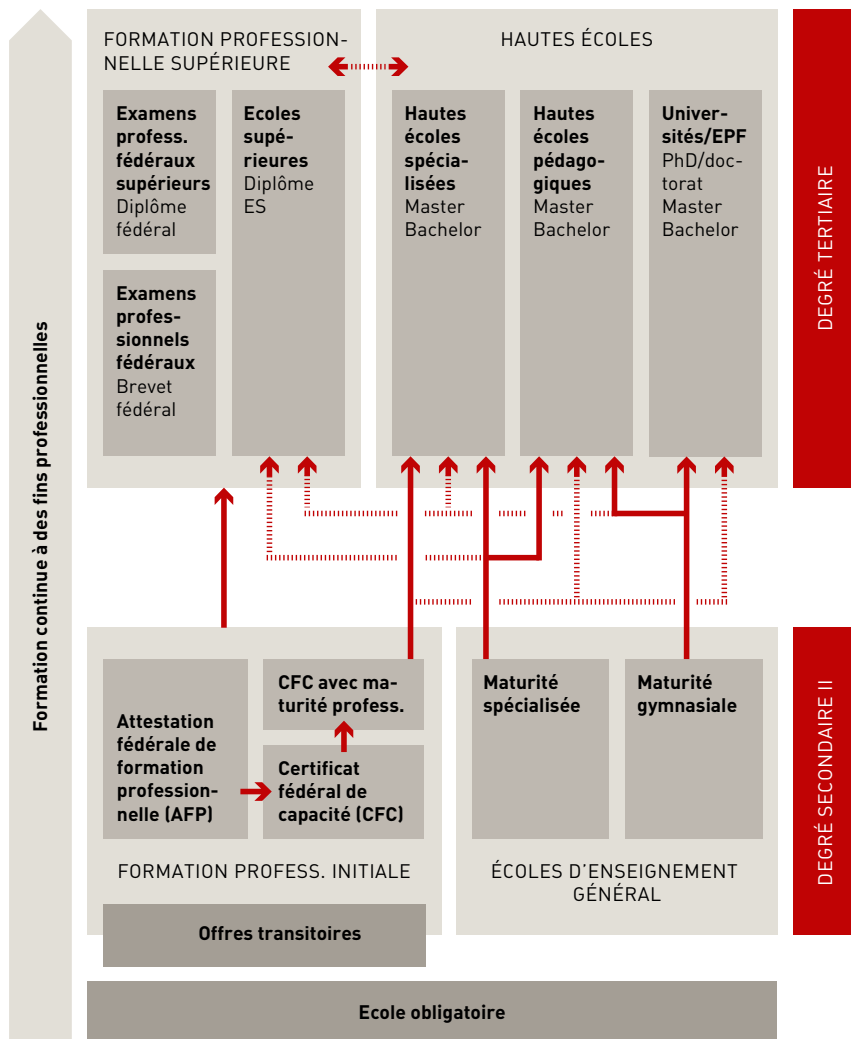 FORMATION PROFESSION-
NELLE SUPÉRIEURE
HAUTES ÉCOLES
Examens
profess.
fédéraux
supérieurs
Diplôme
fédéral
Examens
profes-
sionnels
fédéraux
Brevet
fédéral
Ecoles
supé-
rieures
Diplôme
ES
Hautes
écoles
spécia-
lisées
Master
Bachelor
Hautes
écoles
pédago-
giques
Master
Bachelor
Univer-
sités/EPF
PhD/doc-
torat
Master
Bachelor
DEGRÉ TERTIAIRE
Formation continue à des fins professionnelles
Attestation
fédérale de
formation
profession-
nelle (AFP)
CFC avec ma-
turité profess.
Certificat
fédéral de
capacité (CFC)
Maturité
spécialisée
Maturité
gymnasiale
FORMATION PROFESS. INITIALE
ÉCOLES D'ENSEIGNEMENT
GÉNÉRAL
DEGRÉ SECONDAIRE II
Offres transitoires
Ecole obligatoire